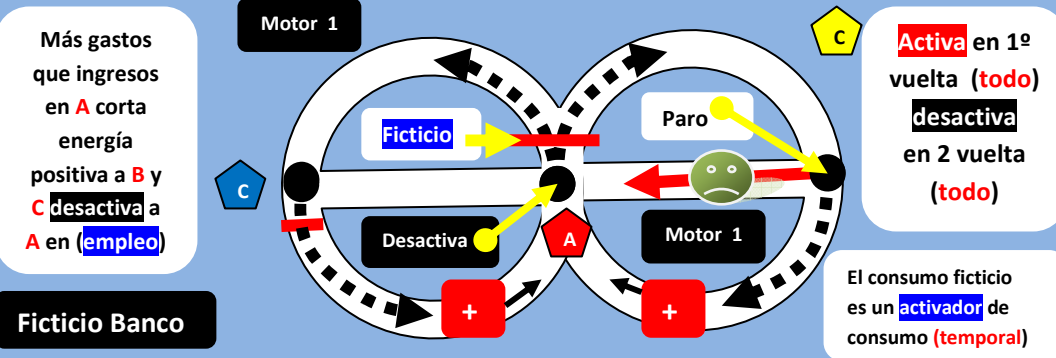 Motor 1
Más gastos
que ingresos
en A corta
energía
positiva a B y
C desactiva a
A en (empleo)
Ficticio Banco
C
Ficticio
Desactiva
+
A
Paro
Motor 1
+
C
Activa en 1º
vuelta (todo)
desactiva
en 2 vuelta
(todo)
El consumo ficticio
es un activador de
consumo (temporal)